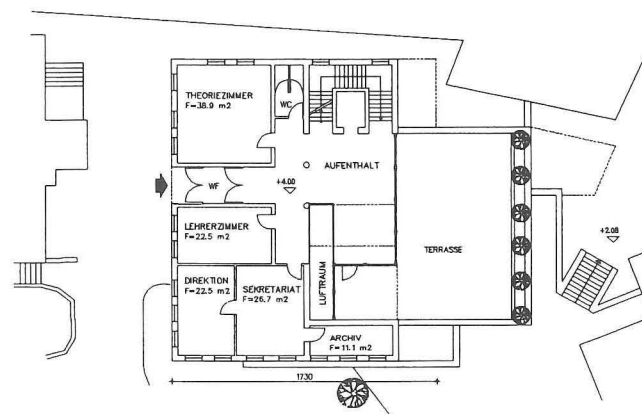 THEORIEZIMMER
F=38.9 m2
WC
AUFENTHALT
WF
+4.00
+2.08
LEHRERZIMMER
F=22.5 m2
TERRASSE
DIREKTION
F=22.5 m2
SEKRETARIAT
F=26.7 m2
LUFTRAUM
ARCHIV
F=11.1 m2
1730